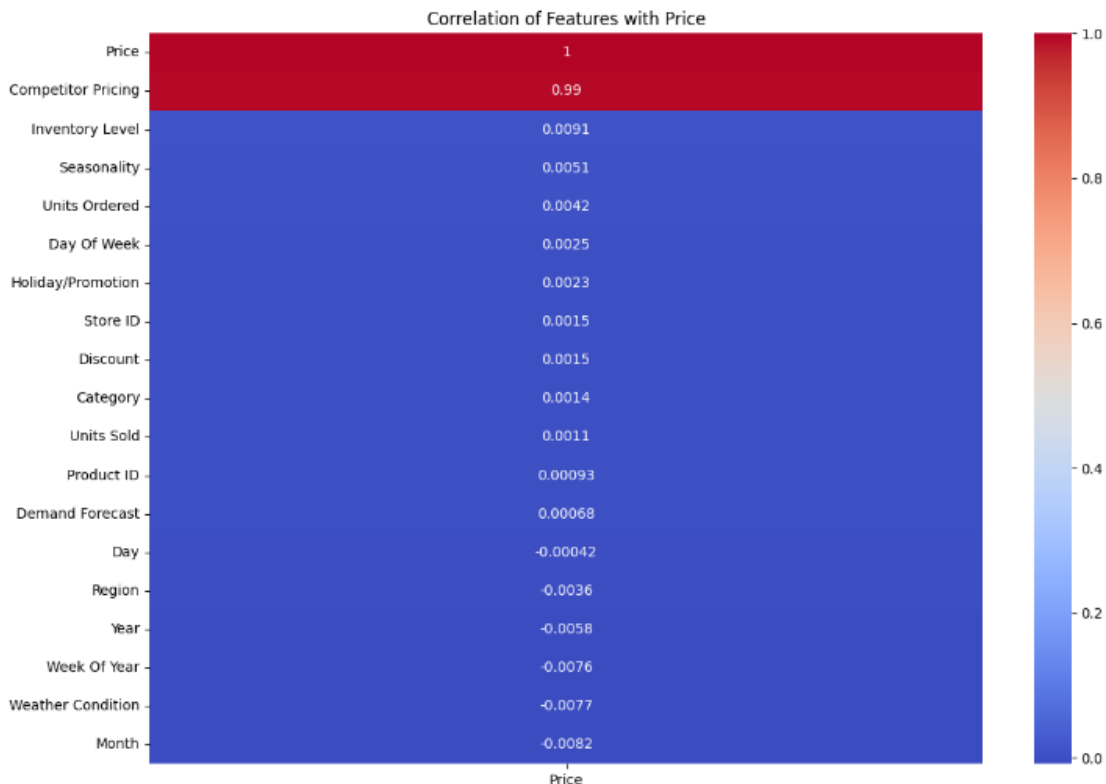 Correlation of Features with Price
Price 1
Competitor Pricing 0.99
Inventory Level 0.0091
Seasonality 0.0051
Units Ordered 0.0042
Day Of Week 0.0025
Holiday/Promotion 0.0023
Store ID 0.0015
Discount 0.0015
Category 0.0014
Units Sold 0.0011
Product ID 0.00093
Demand Forecast 0.00068
Day -0.00042
Region -0.0036
Year -0.0058
Week Of Year -0.0076
Weather Condition -0.0077
Month -0.0082
Price
1.0
0.8
0.6
0.4
0.2
0.0